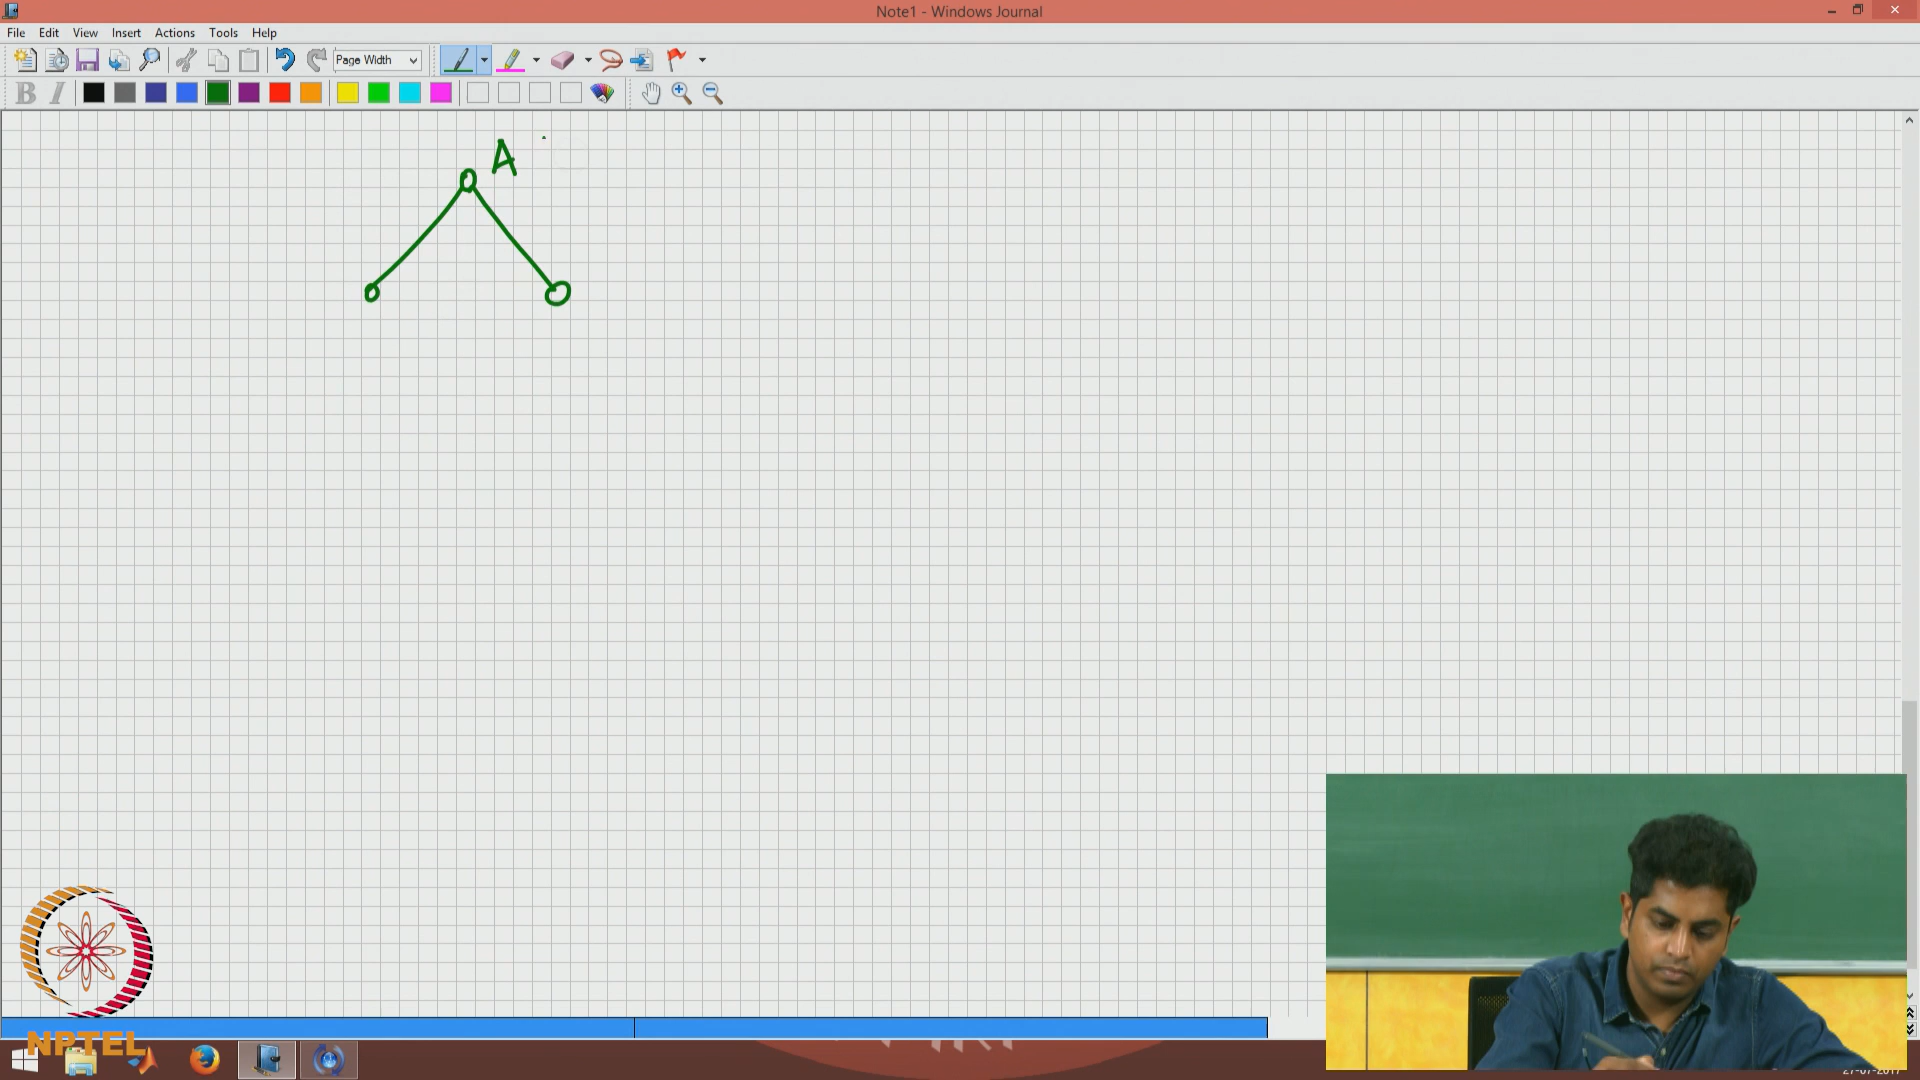 Note1 - Windows Journal
File Edit View Insert Actions Tools Help
Page Width
B I
A
NPTEL